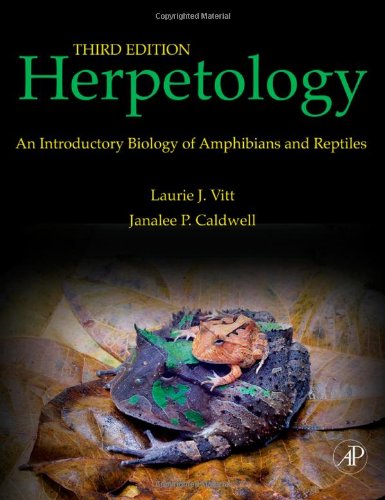 Copyrighted Material
THIRD EDITION
Herpetology
An Introductory Biology of Amphibians and Reptiles
Laurie J. Vitt
Janalee P. Caldwell
AP